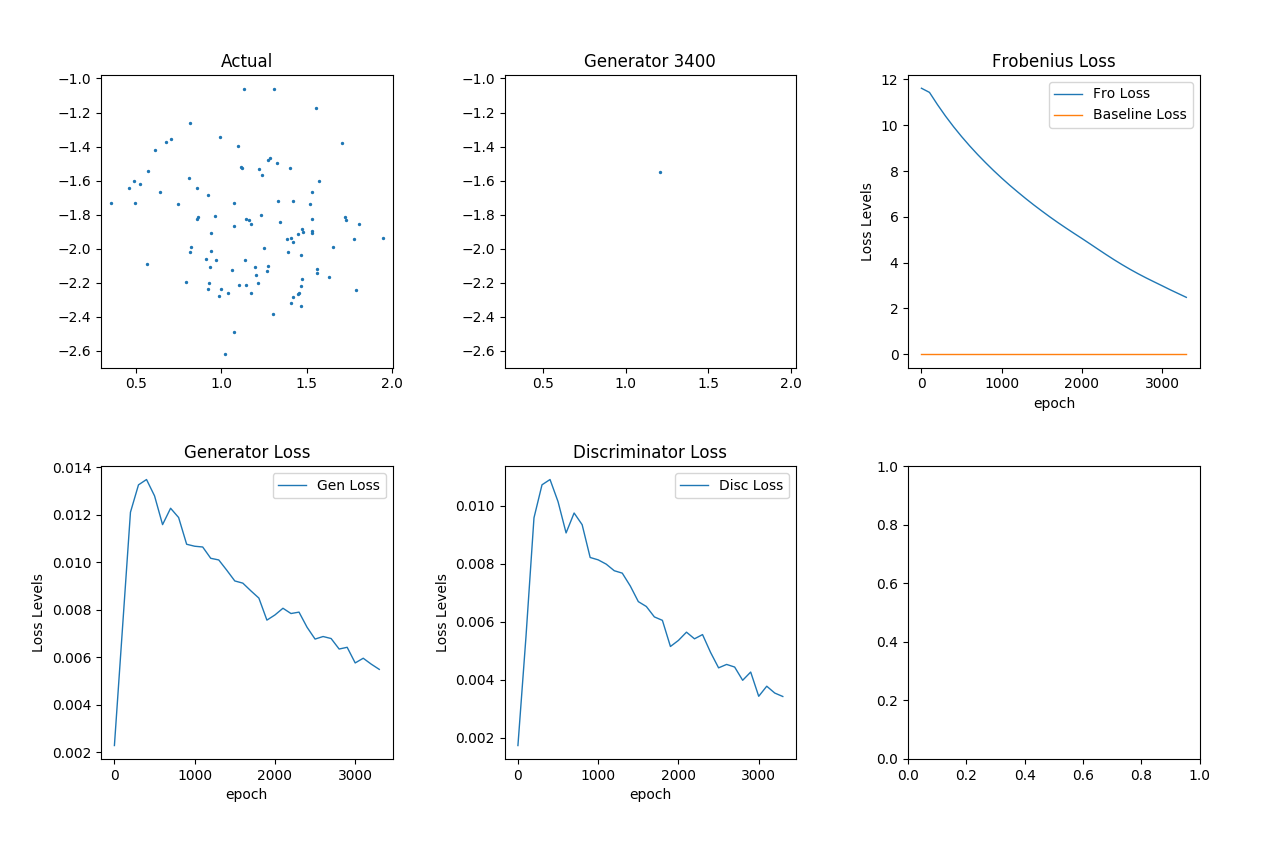 Actual
−1.0
−1.2
−1.4
−1.6
−1.8
−2.0
−2.2
−2.4
−2.6
0.5 1.0 1.5 2.0
Generator 3400
−1.0
−1.2
−1.4
−1.6
−1.8
−2.0
−2.2
−2.4
−2.6
0.5 1.0 1.5 2.0
Frobenius Loss
Fro Loss
Baseline Loss
Loss Levels
12
10
8
6
4
2
0
0 1000 2000 3000
epoch
Generator Loss
Gen Loss
Loss Levels
0.014
0.012
0.010
0.008
0.006
0.004
0.002
0 1000 2000 3000
epoch
Discriminator Loss
Disc Loss
Loss Levels
0.010
0.008
0.006
0.004
0.002
0 1000 2000 3000
epoch
1.0
0.8
0.6
0.4
0.2
0.0
0.0 0.2 0.4 0.6 0.8 1.0